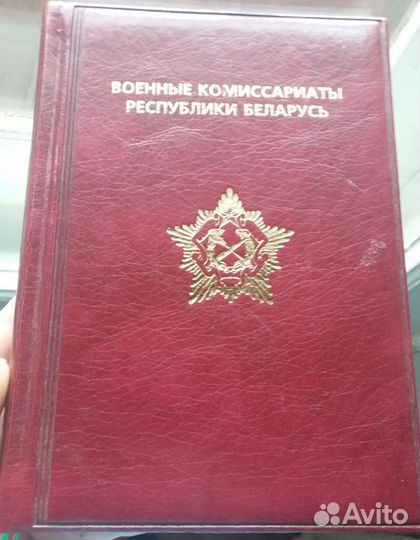 ВОЕННЫЕ КОМИССАРИАТЫ
РЕСПУБЛИКИ БЕЛАРУСЬ
Avito